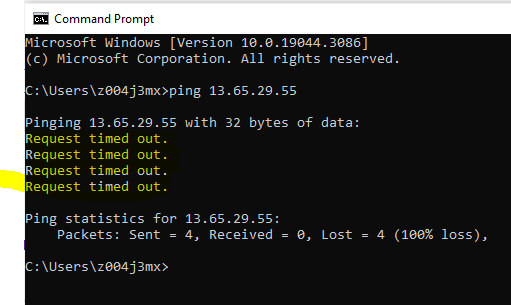 Command Prompt
Microsoft Windows [Version 10.0.19044.3086]
(c) Microsoft Corporation. All rights reserved.
C:\Users\z004j3mx>ping 13.65.29.55
Pinging 13.65.29.55 with 32 bytes of data:
Request timed out.
Request timed out.
Request timed out.
Request timed out.
Ping statistics for 13.65.29.55:
    Packets: Sent = 4, Received = 0, Lost = 4 (100% loss),
C:\Users\z004j3mx>